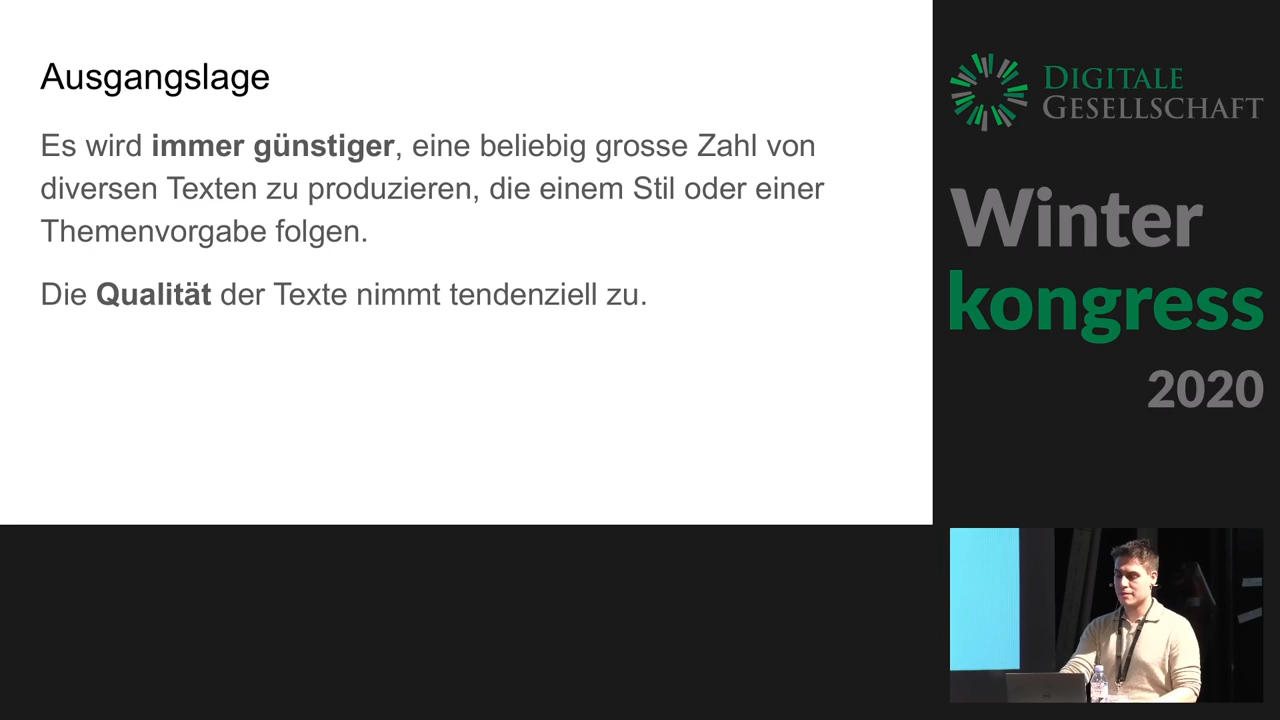 Ausgangslage
Es wird immer günstiger, eine beliebig grosse Zahl von
diversen Texten zu produzieren, die einem Stil oder einer
Themenvorgabe folgen.
Die Qualität der Texte nimmt tendenziell zu.
DIGITALE
GESELLSCHAFT
Winter
kongress
2020